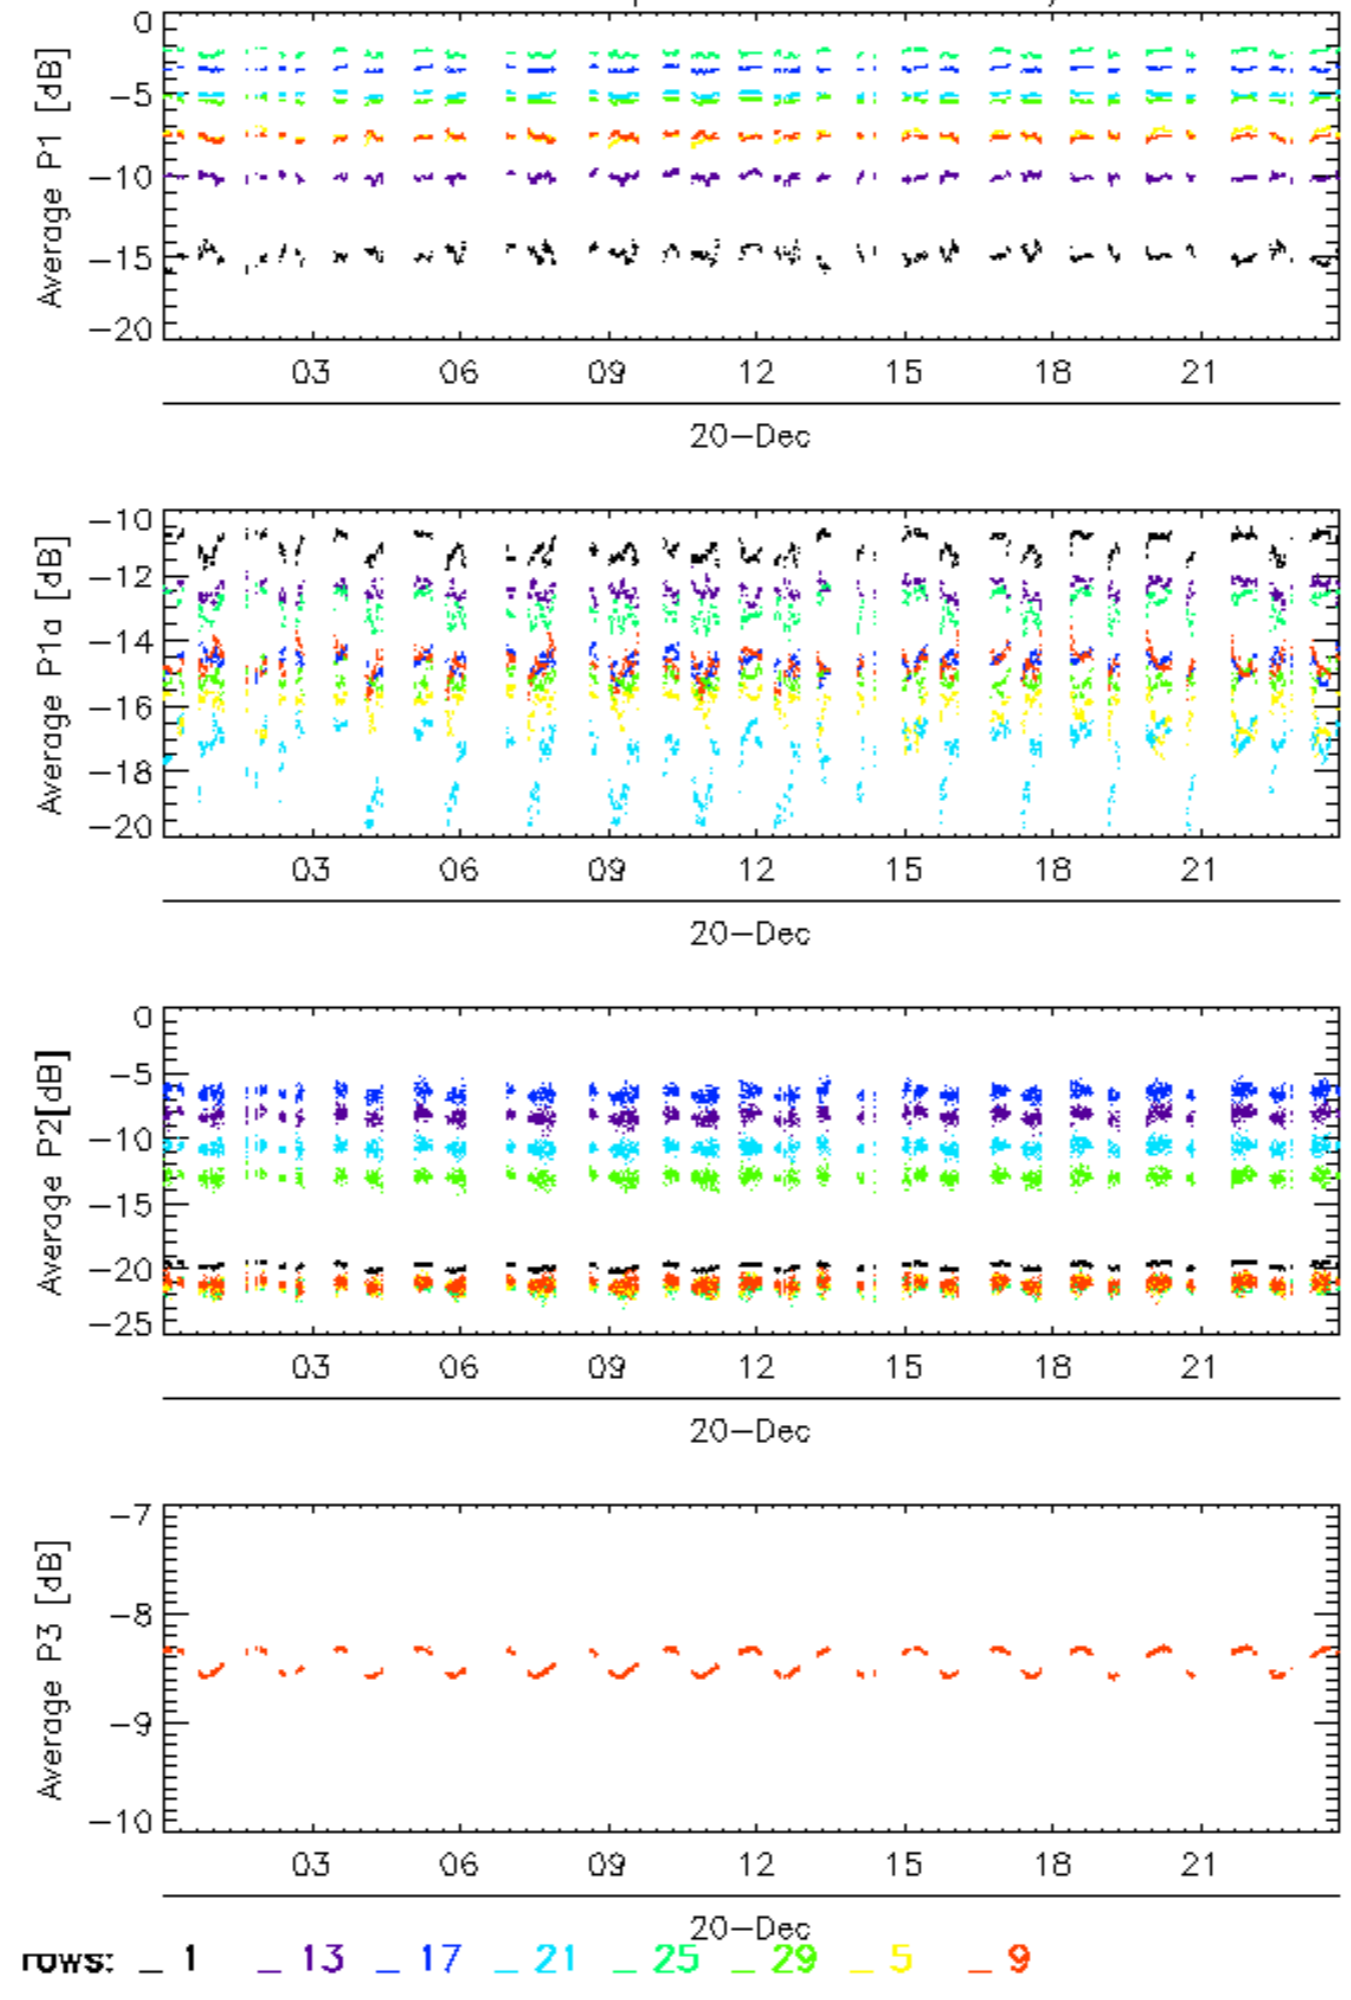 0
−5
−10
−15
−20
Average P1 [dB]
03 06 09 12 15 18 21
20−Dec
−10
−12
−14
−16
−18
−20
Average P1a [dB]
03 06 09 12 15 18 21
20−Dec
0
−5
−10
−15
−20
−25
Average P2[dB]
03 06 09 12 15 18 21
20−Dec
−7
−8
−9
−10
Average P3 [dB]
03 06 09 12 15 18 21
20−Dec
rows: _ 1 _ 13 _ 17 _ 21 _ 25 _ 29 _ 5 _ 9